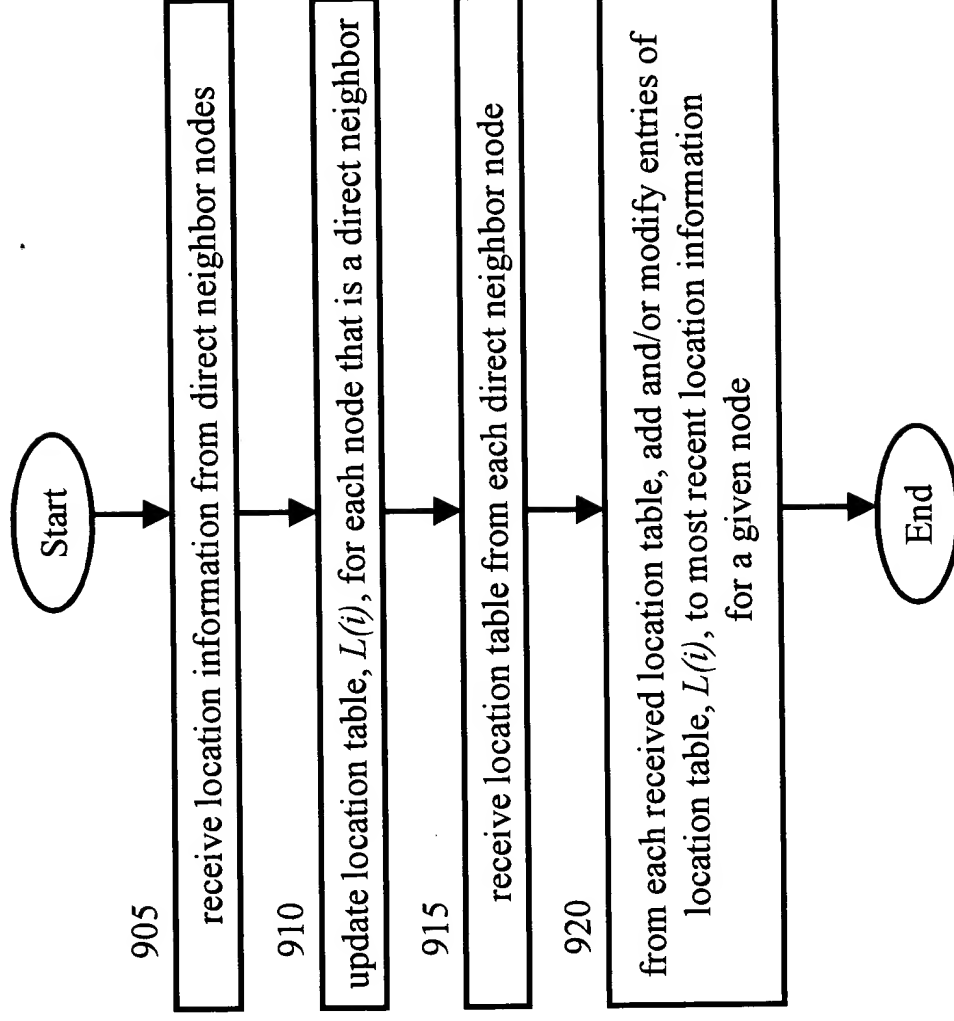 Start
905
receive location information from direct neighbor nodes
910
update location table, L(i), for each node that is a direct neighbor
915
receive location table from each direct neighbor node
920
from each received location table, add and/or modify entries of
location table, L(i), to most recent location information
for a given node
End